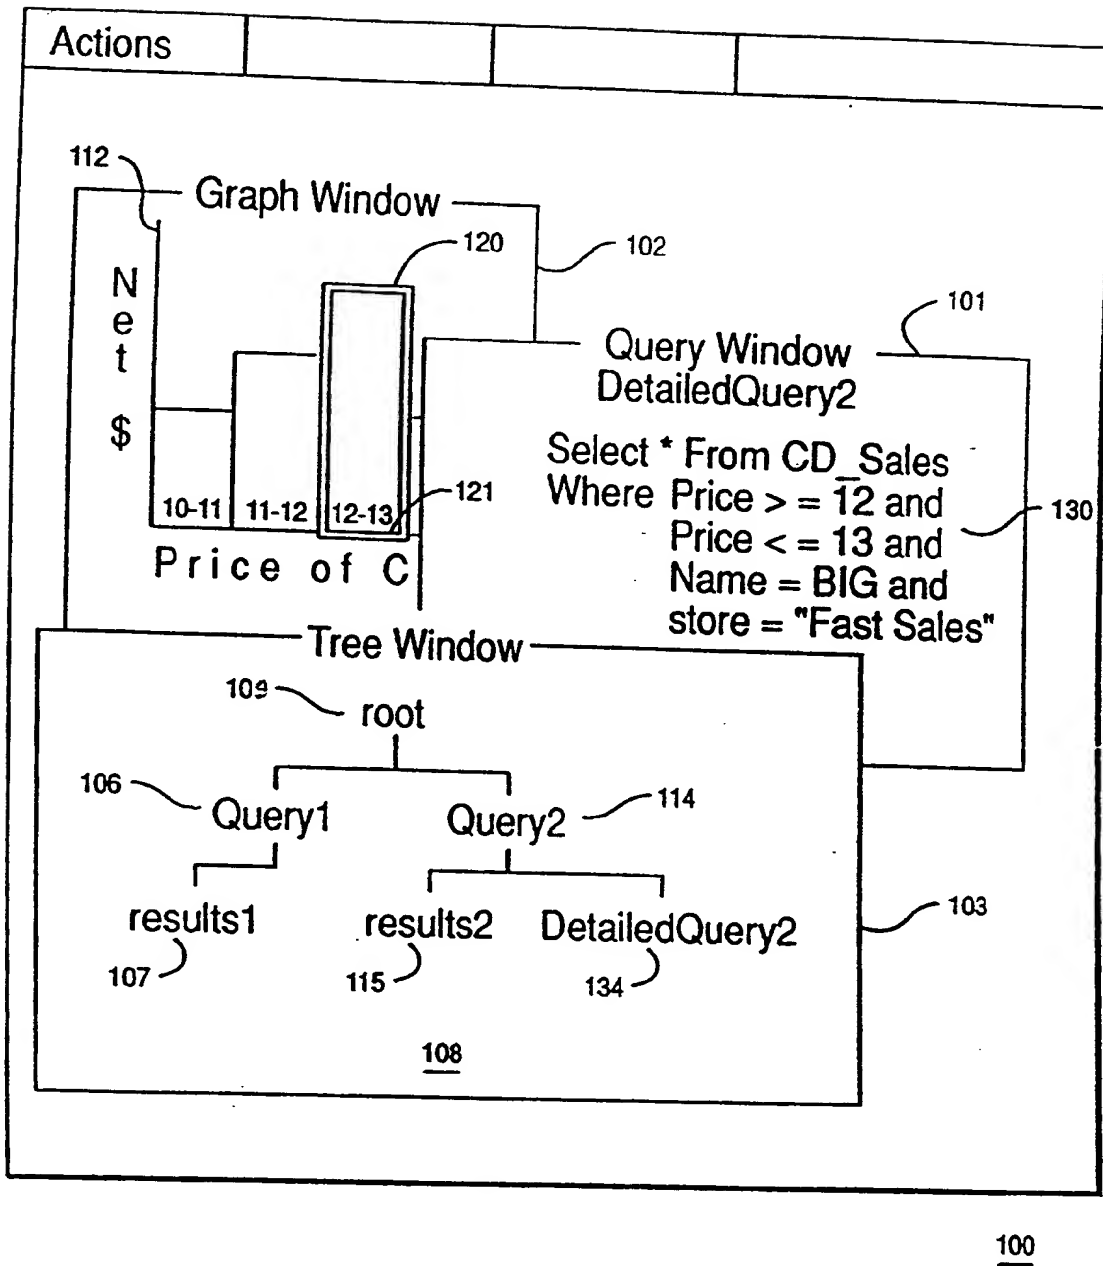 Actions
112
Graph Window
120
102
Net $
101
Query Window
DetailedQuery2
Select * From CD_Sales
Where Price > = 12 and
Price < = 13 and
Name = BIG and
store = "Fast Sales"
130
121
10-11 11-12 12-13
Price of C
Tree Window
109
root
106
Query1
Query2
114
results1
results2
DetailedQuery2
103
107
115
134
108
100